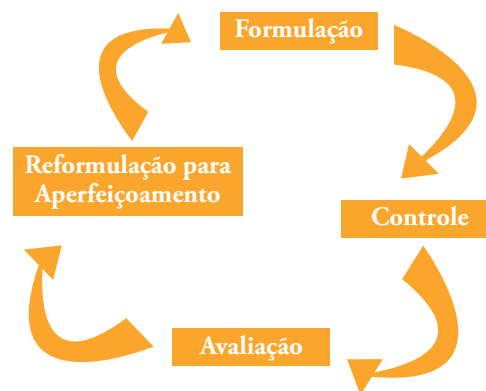 Formulação
Reformulação para
Aperfeiçoamento
Controle
Avaliação